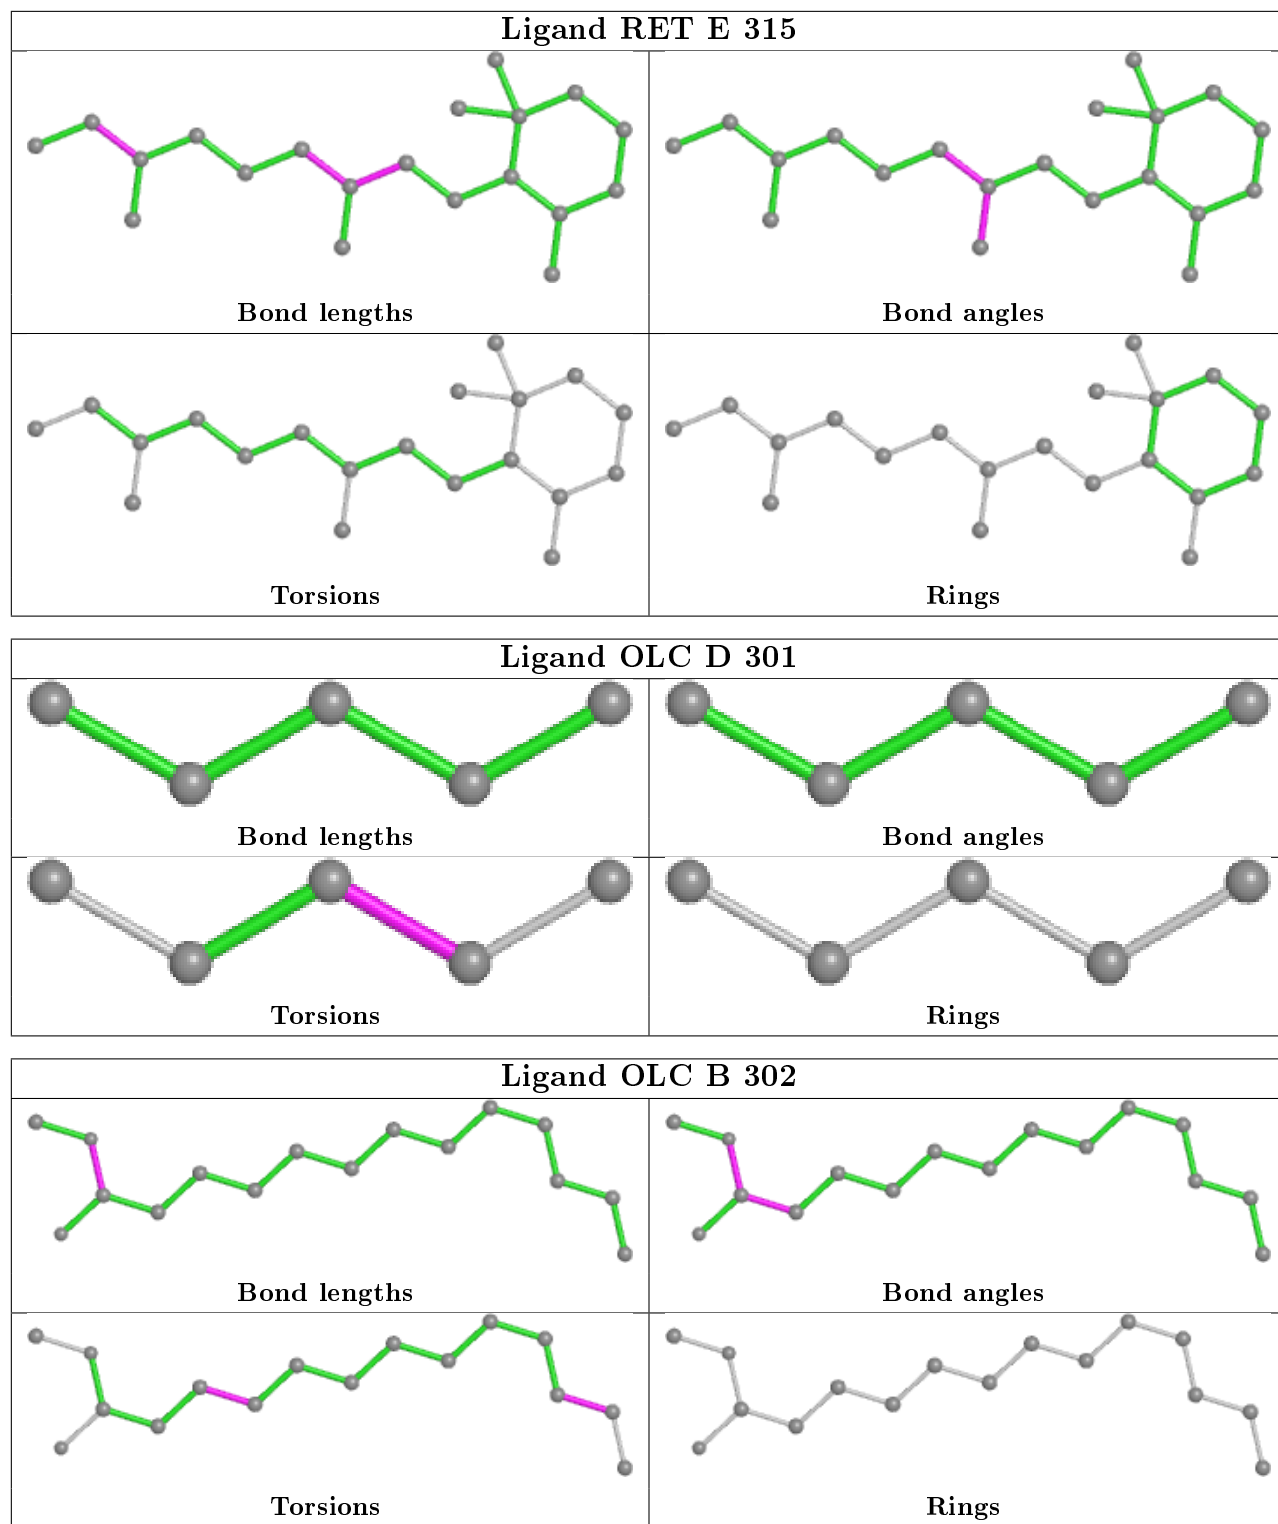 Ligand RET E 315
Bond lengths
Bond angles
Torsions
Rings
Ligand OLC D 301
Bond lengths
Bond angles
Torsions
Rings
Ligand OLC B 302
Bond lengths
Bond angles
Torsions
Rings